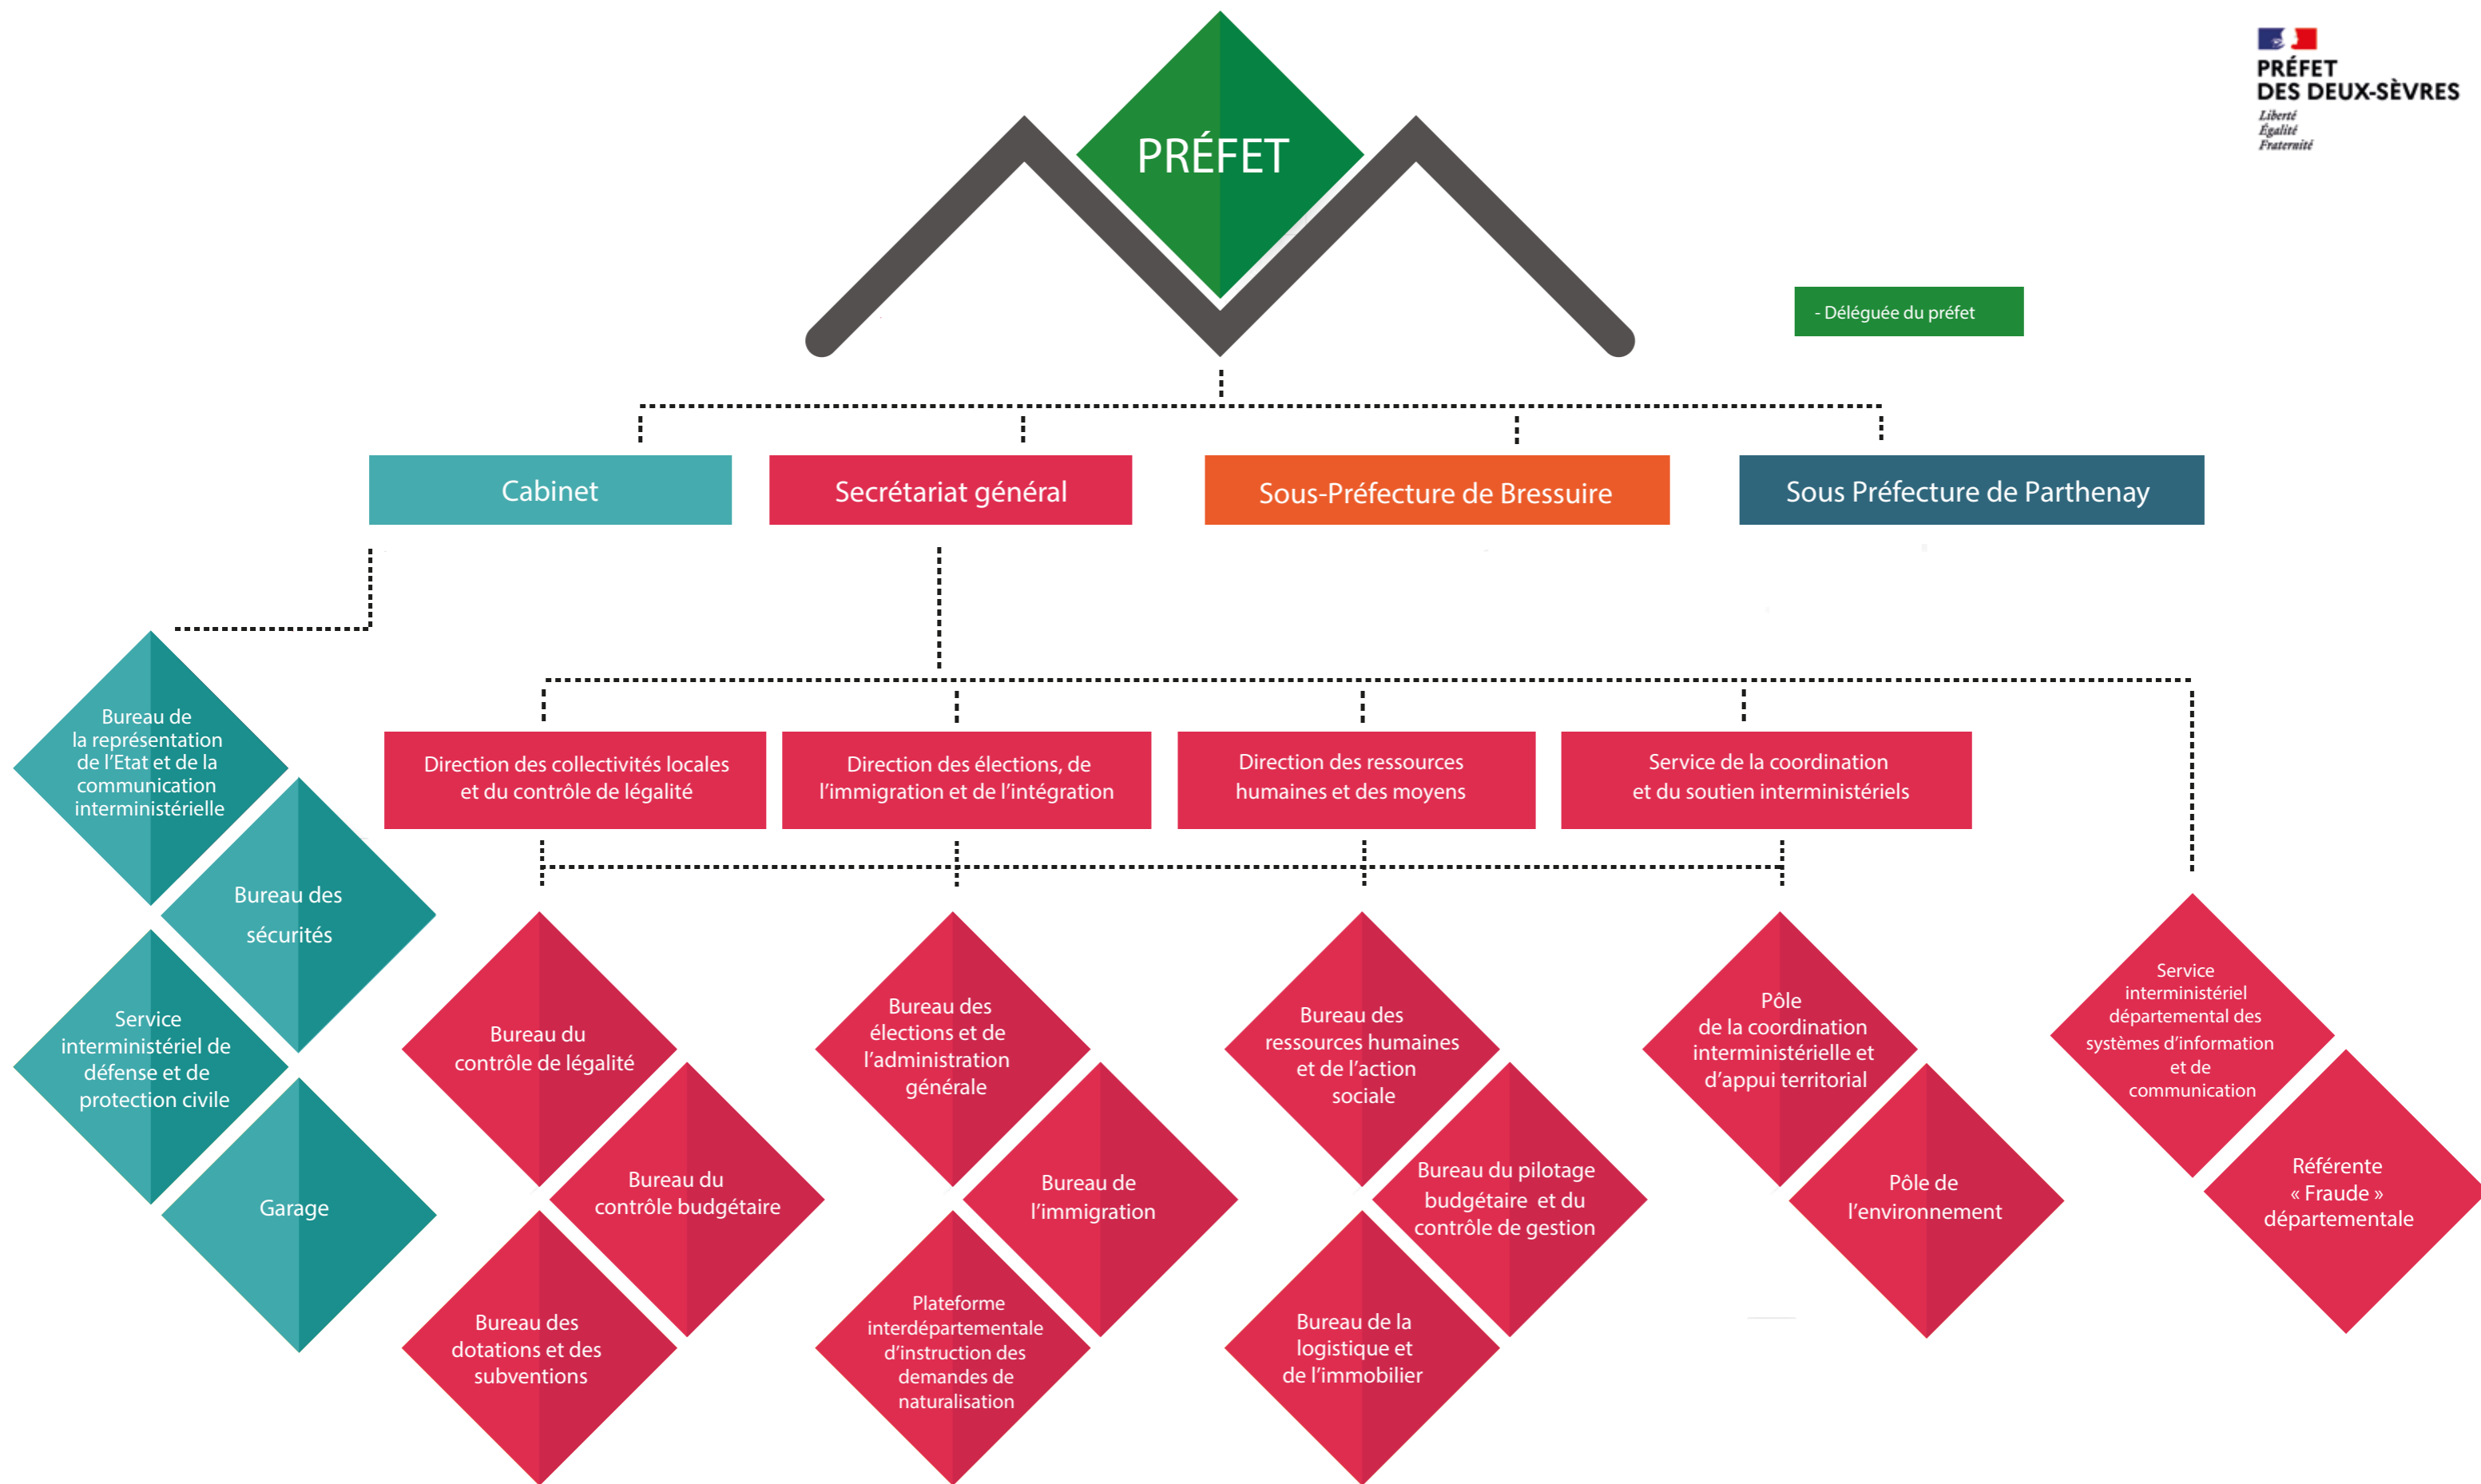 PRÉFET
DES DEUX-SÈVRES
Liberté
Égalité
Fraternité
PRÉFET
- Déléguée du préfet
Cabinet
Secrétariat général
Sous-Préfecture de Bressuire
Sous Préfecture de Parthenay
Bureau de
la représentation
de l'Etat et de la
communication
interministérielle
Bureau des
sécurités
Service
interministériel de
défense et de
protection civile
Garage
Direction des collectivités locales
et du contrôle de légalité
Direction des élections, de
l'immigration et de l'intégration
Direction des ressources
humaines et des moyens
Service de la coordination
et du soutien interministériels
Bureau du
contrôle de légalité
Bureau du
contrôle budgétaire
Bureau des
dotations et des
subventions
Bureau des
élections et de
l'administration
générale
Bureau de
l'immigration
Plateforme
interdépartementale
d'instruction des
demandes de
naturalisation
Bureau des
ressources humaines
et de l'action
sociale
Bureau du pilotage
budgétaire et du
contrôle de gestion
Bureau de la
logistique et
de l'immobilier
Pôle
de la coordination
interministérielle et
d'appui territorial
Pôle de
l'environnement
Service
interministériel
départemental des
systèmes d'information
et de
communication
Référente
« Fraude »
départementale